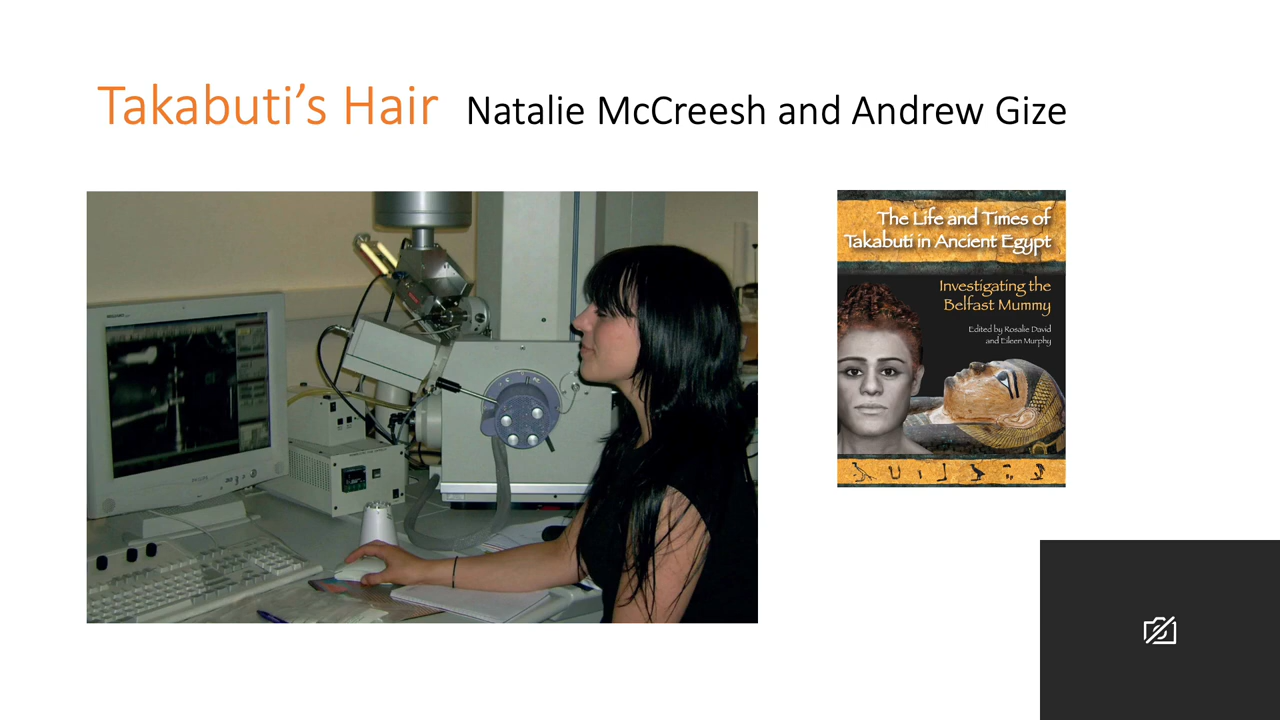 Takabuti’s Hair Natalie McCreesh and Andrew Gize
The Life and Times of
Takabuti in Ancient Egypt
Investigating the
Belfast Mummy
Edited by Rosalie David
and Eileen Murphy